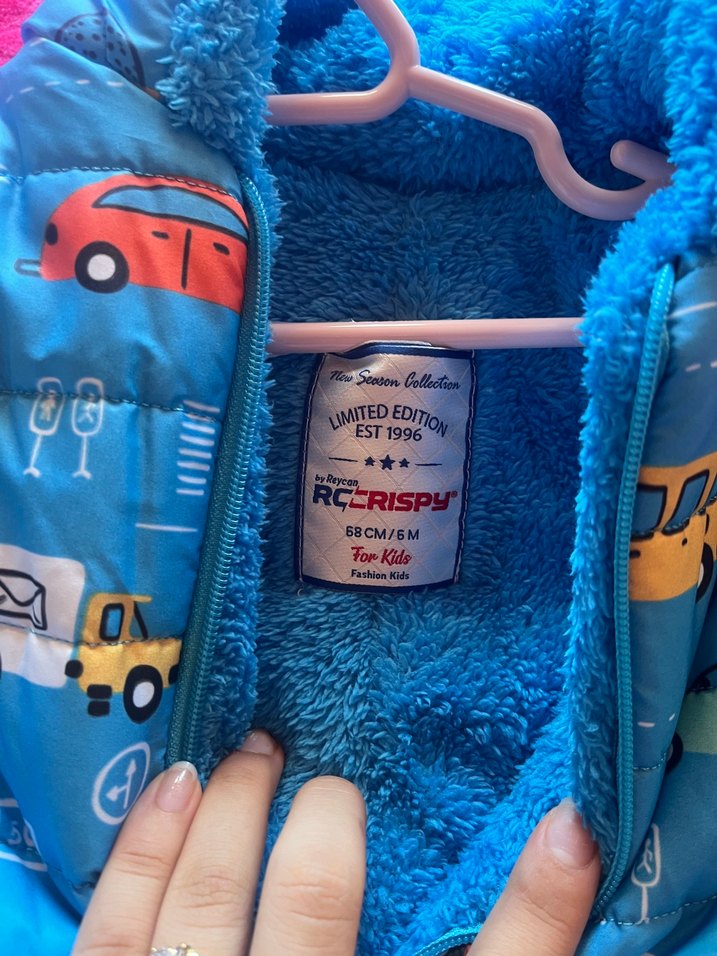 New Season Collection
LIMITED EDITION
EST 1996
by Reycan
RCCRISPY®
68 CM / 6 M
For Kids
Fashion Kids